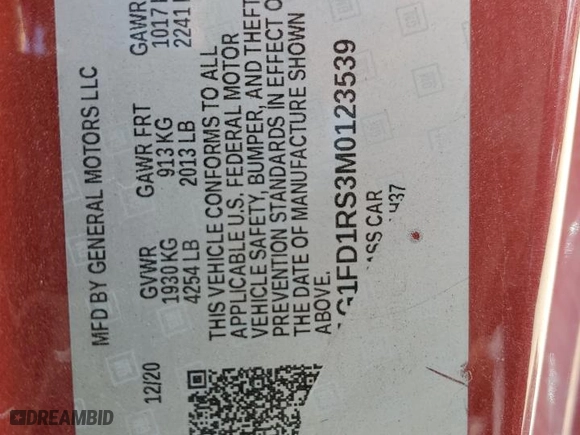 MFD BY GENERAL MOTORS LLC
12/20
GVWR
1930 KG
4254 LB
GAWR FRT
913 KG
2013 LB
GAWR
1017
2241
THIS VEHICLE CONFORMS TO ALL
APPLICABLE U.S. FEDERAL MOTOR
VEHICLE SAFETY, BUMPER, AND THEFT
PREVENTION STANDARDS IN EFFECT O
THE DATE OF MANUFACTURE SHOWN
ABOVE.
G1FD1RS3M0123539
ASS CAR
H37
DREAMBID